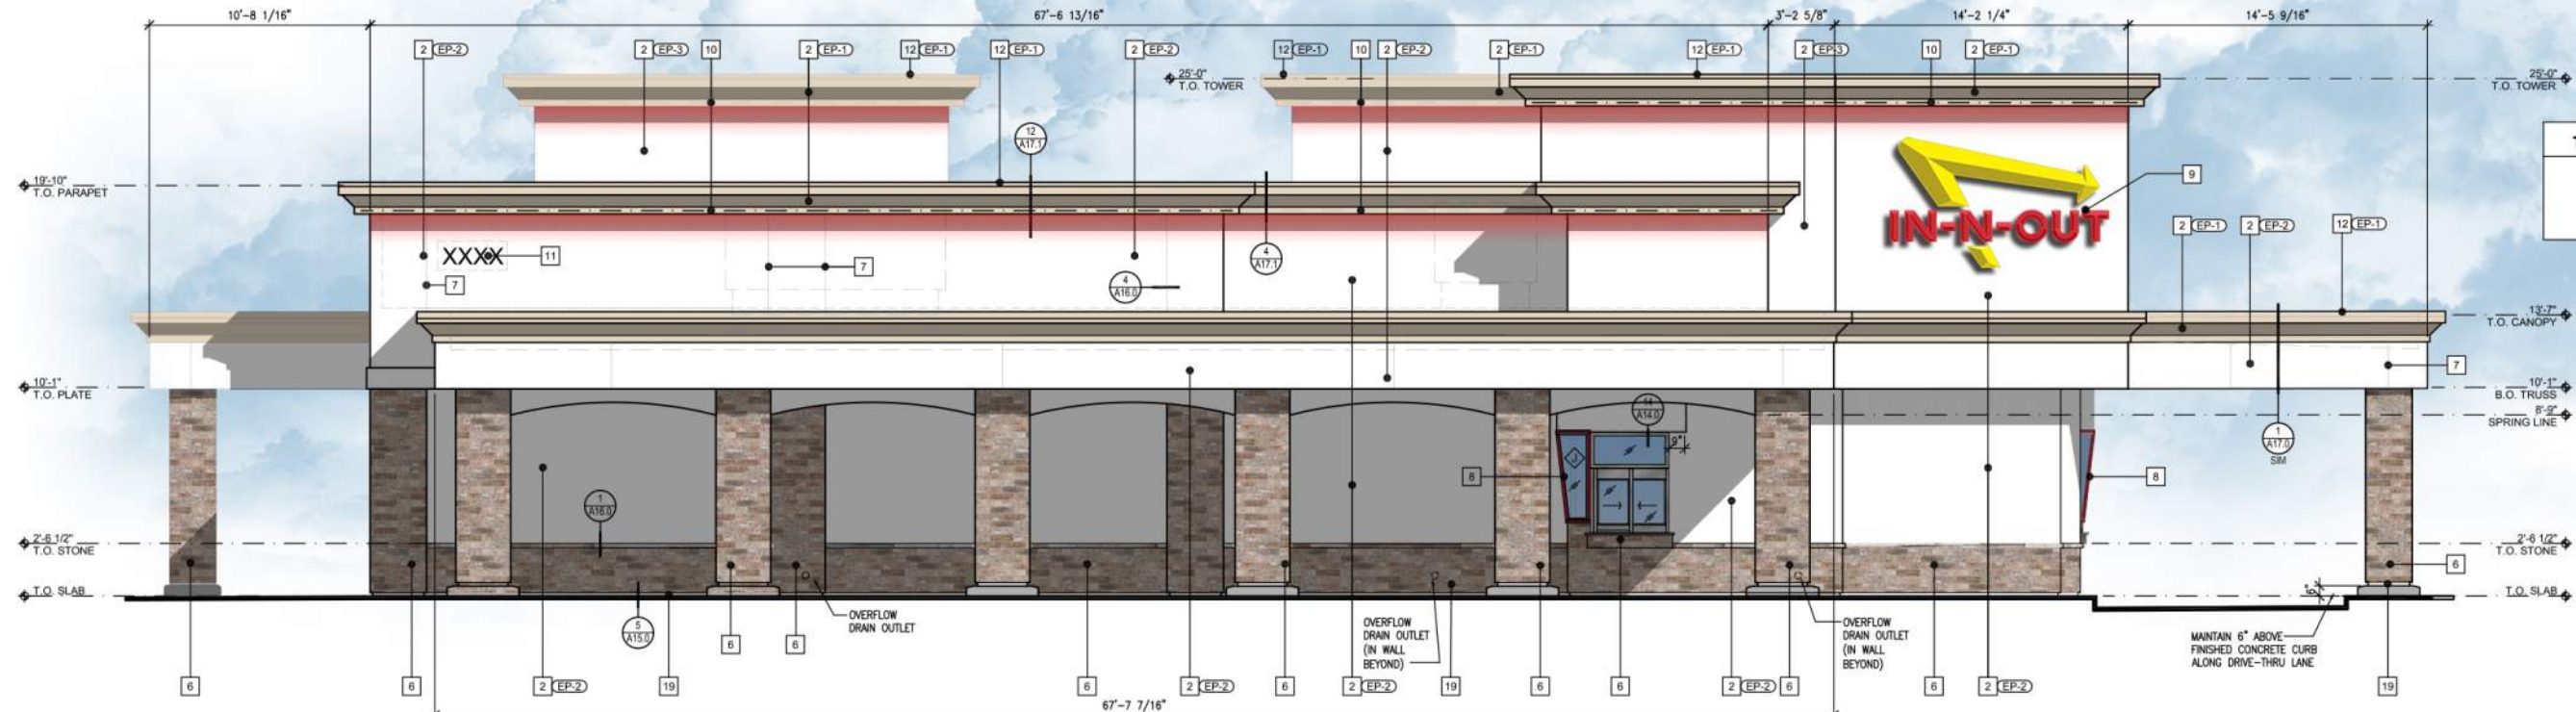 10'-8 1/16"
67'-6 13/16"
3'-2 5/8"
14'-2 1/4"
14'-5 9/16"
2 EP-2
2 EP-3
10
2 EP-1
12 EP-1
12 EP-1
2 EP-2
12 EP-1
10
2 EP-2
2 EP-1
12 EP-1
2 EP-3
10
2 EP-1
25'-0"
T.O. TOWER
25'-0"
T.O. TOWER
12
A17.1
19'-10"
T.O. PARAPET
9
IN-N-OUT
2 EP-1
2 EP-2
12 EP-1
XXXX
11
7
7
4
A17.1
4
A16.0
13'-7"
T.O. CANOPY
7
10'-1"
T.O. PLATE
10'-1"
B.O. TRUSS
8'-9"
SPRING LINE
14
A14.0
9"
J
1
A17.0
SIM
8
8
1
A16.0
2'-6 1/2"
T.O. STONE
2'-6 1/2"
T.O. STONE
6
T.O. SLAB
6"
T.O. SLAB
OVERFLOW
DRAIN OUTLET
OVERFLOW
DRAIN OUTLET
(IN WALL
BEYOND)
OVERFLOW
DRAIN OUTLET
(IN WALL
BEYOND)
MAINTAIN 6" ABOVE
FINISHED CONCRETE CURB
ALONG DRIVE-THRU LANE
5
A15.0
6
6
6
6
2 EP-2
19
6
2 EP-2
6
2 EP-2
19
6
6
2 EP-2
6
6
2 EP-2
19
67'-7 7/16"